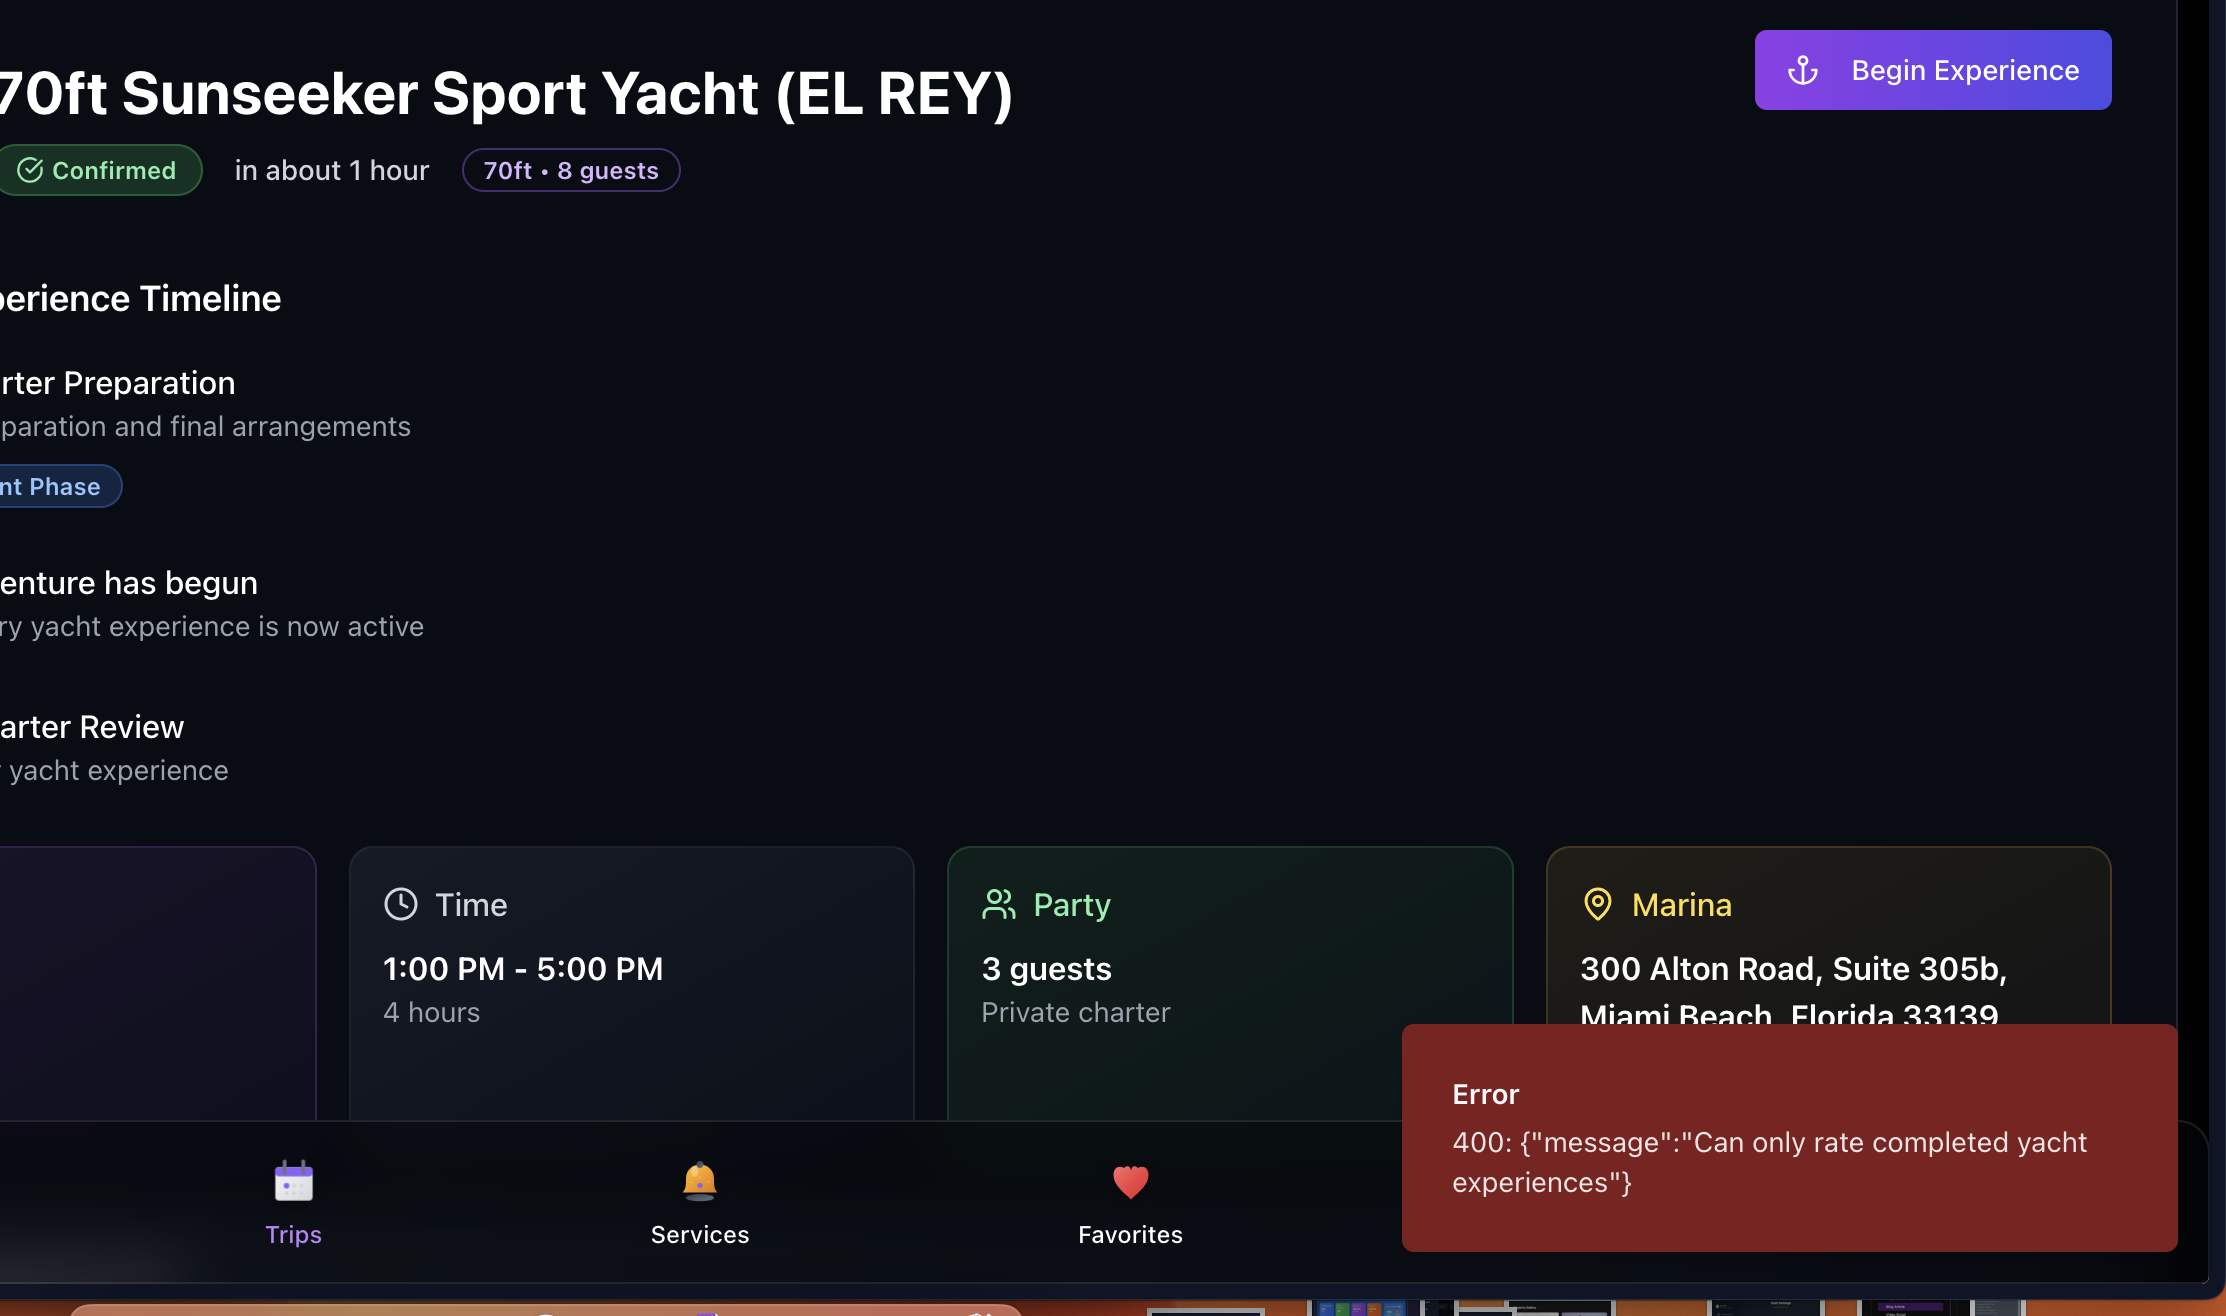 70ft Sunseeker Sport Yacht (EL REY)
Begin Experience
Confirmed
in about 1 hour
70ft • 8 guests
perience Timeline
rter Preparation
paration and final arrangements
nt Phase
enture has begun
ry yacht experience is now active
arter Review
yacht experience
Time
1:00 PM - 5:00 PM
4 hours
Party
3 guests
Private charter
Marina
300 Alton Road, Suite 305b,
Miami Beach, Florida 33139
Error
400: {"message":"Can only rate completed yacht
experiences"}
Trips
Services
Favorites